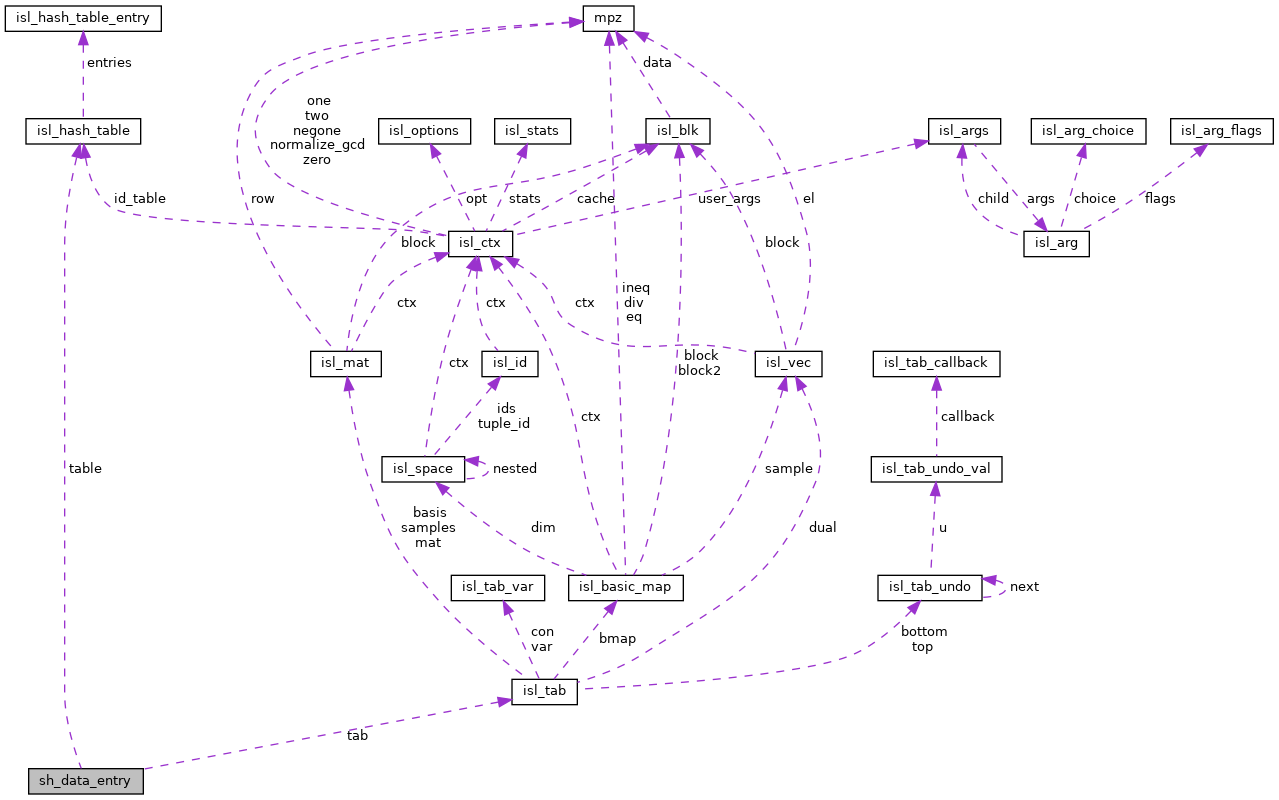 isl_hash_table_entry
mpz
entries
data
one
two
negone
normalize_gcd
zero
isl_hash_table
isl_options
isl_stats
isl_blk
isl_args
isl_arg_choice
isl_arg_flags
id_table
row
opt
stats
cache
user_args
el
child
args
choice
flags
block
isl_ctx
block
isl_arg
ctx
ctx
ctx
ineq
div
eq
isl_mat
ctx
isl_id
block
block2
isl_vec
isl_tab_callback
ids
tuple_id
ctx
callback
isl_space
nested
sample
isl_tab_undo_val
basis
samples
mat
dim
dual
u
isl_tab_var
isl_basic_map
isl_tab_undo
next
con
var
bmap
bottom
top
isl_tab
table
tab
sh_data_entry